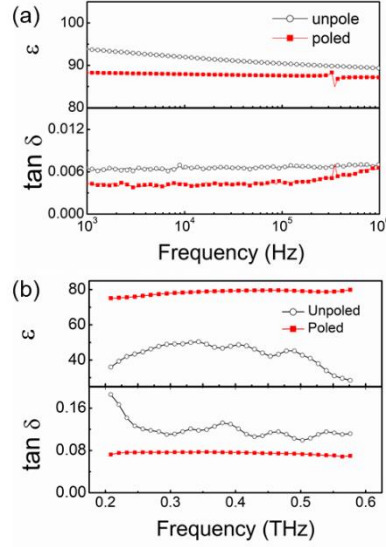 (a)
100
ε
90
80
unpole
poled
0.012
tan δ
0.006
0.000
10³ 10⁴ 10⁵ 10⁶
Frequency (Hz)
(b)
80
ε
60
40
Unpoled
Poled
0.16
tan δ
0.08
0.00
0.2 0.3 0.4 0.5 0.6
Frequency (THz)